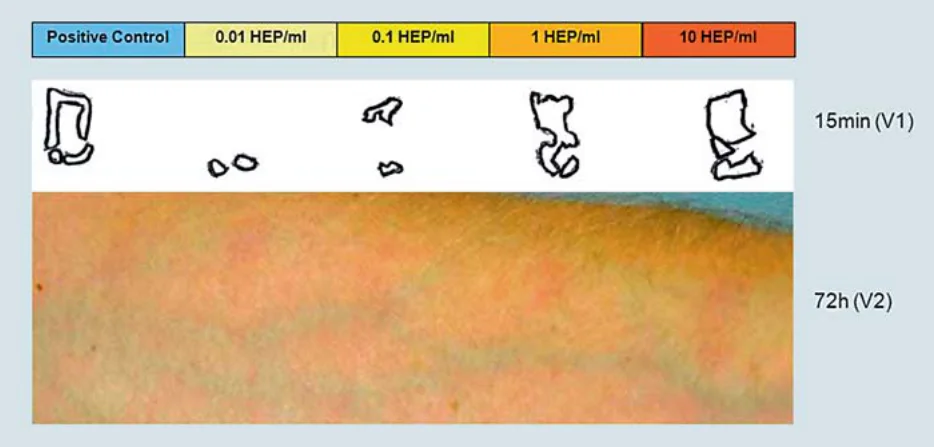 Positive Control 0.01 HEP/ml 0.1 HEP/ml 1 HEP/ml 10 HEP/ml
15min (V1)
72h (V2)